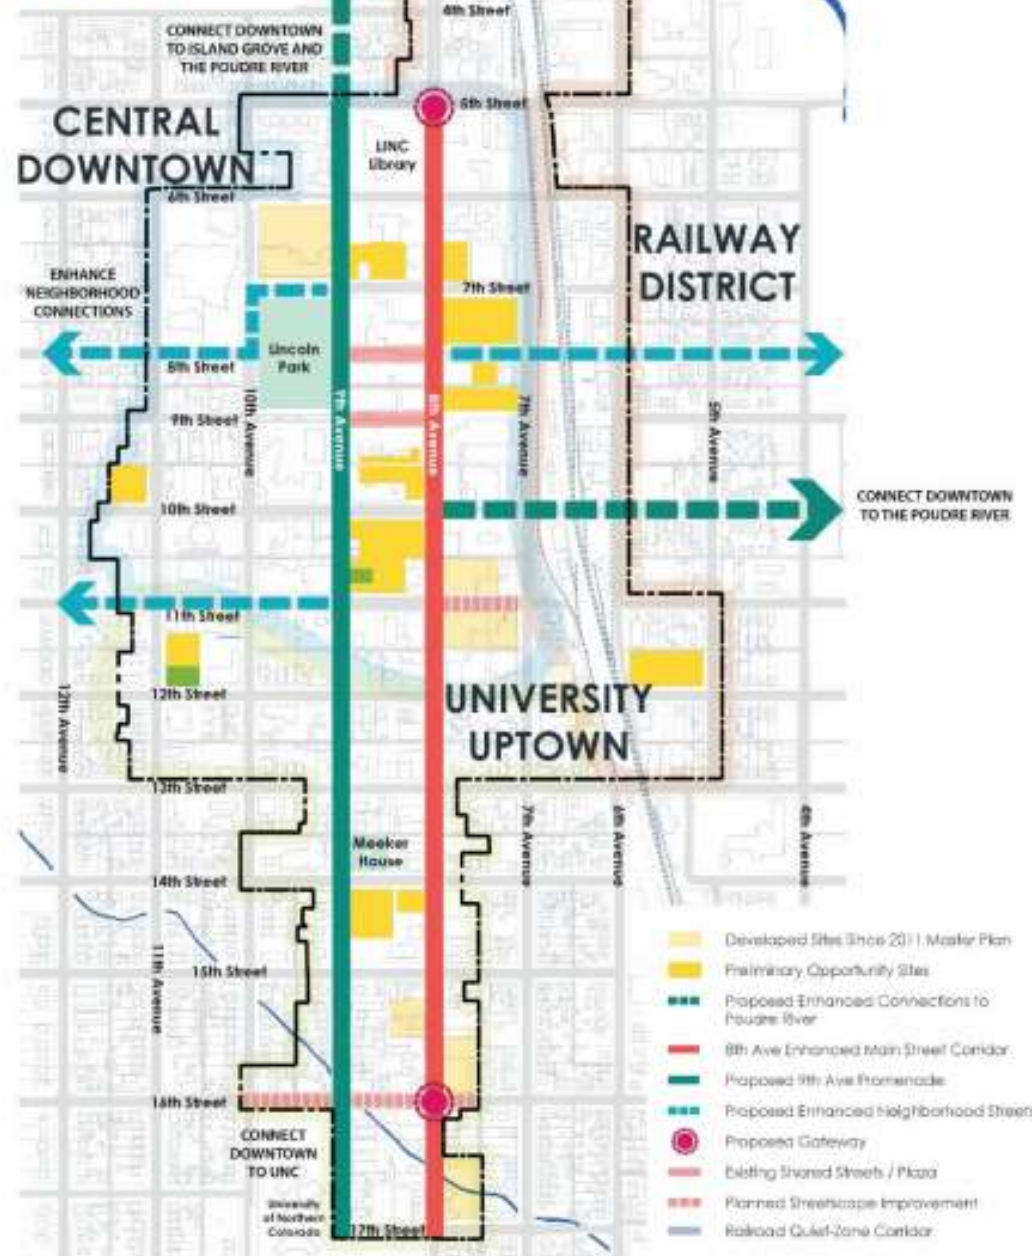 4th Street
CONNECT DOWNTOWN
TO ISLAND GROVE AND
THE POUDRE RIVER
5th Street
CENTRAL
DOWNTOWN
LINC
Library
6th Street
RAILWAY
DISTRICT
ENHANCE
NEIGHBORHOOD
CONNECTIONS
7th Street
Lincoln
Park
8th Street
9th Street
10th Avenue
9th Avenue
8th Avenue
7th Avenue
5th Avenue
10th Street
CONNECT DOWNTOWN
TO THE POUDRE RIVER
11th Street
12th Street
12th Avenue
UNIVERSITY
UPTOWN
13th Street
7th Avenue
6th Avenue
4th Avenue
Meeker
House
14th Street
11th Avenue
15th Street
16th Street
CONNECT
DOWNTOWN
TO UNC
University
of Northern
Colorado
17th Street
Developed Sites Since 2011 Master Plan
Preliminary Opportunity Sites
Proposed Enhanced Connections to
Poudre River
8th Ave Enhanced Main Street Corridor
Proposed 9th Ave Promenade
Proposed Enhanced Neighborhood Streets
Proposed Gateway
Existing Shared Streets / Plaza
Planned Streetscape Improvement
Railroad Quiet-Zone Corridor